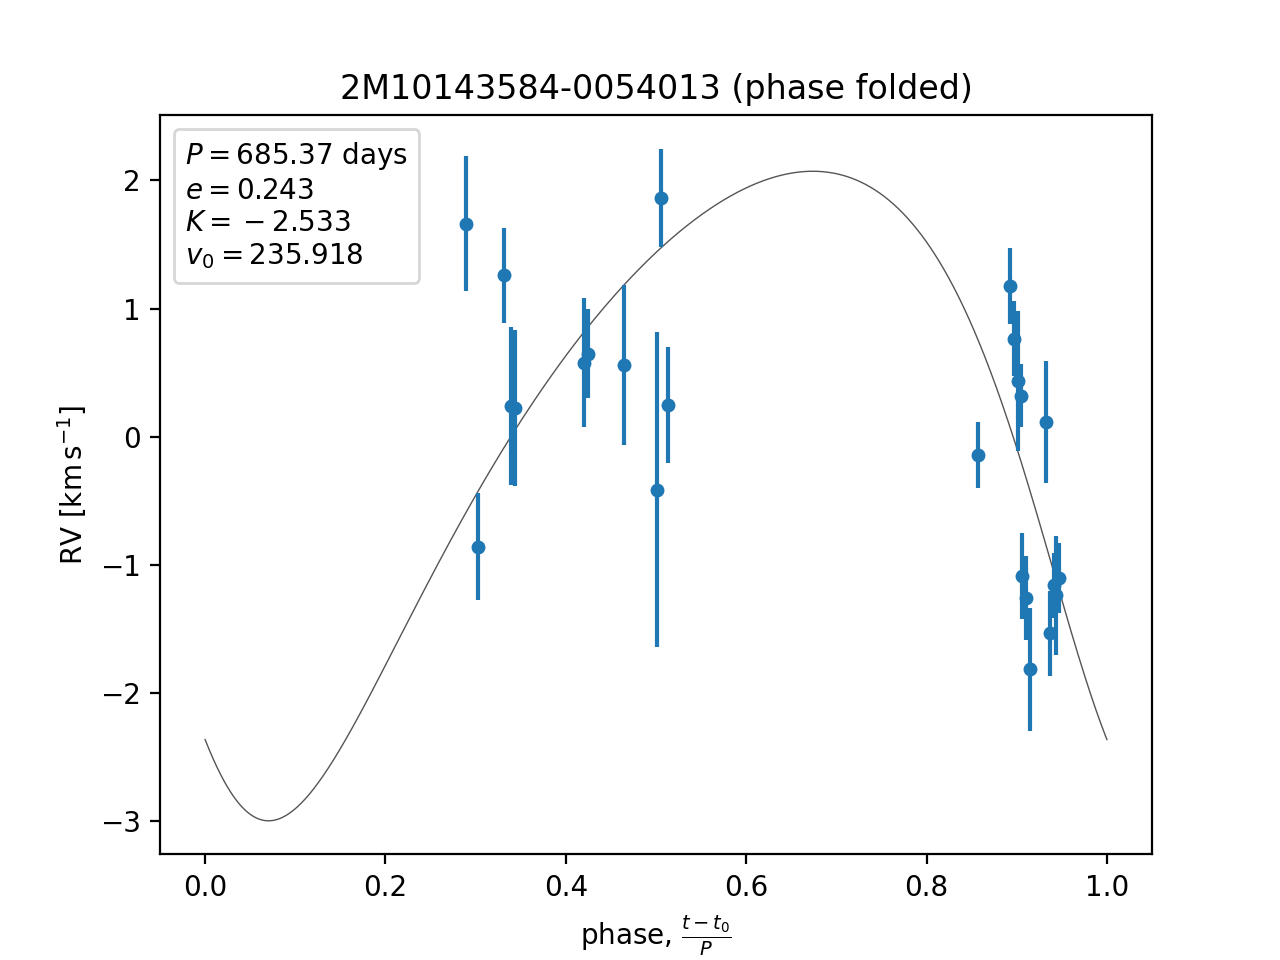 2M10143584-0054013 (phase folded)
P = 685.37 days
e = 0.243
K = −2.533
v₀ = 235.918
2
1
0
−1
−2
−3
RV [km s⁻¹]
0.0 0.2 0.4 0.6 0.8 1.0
phase, (t − t₀)/P